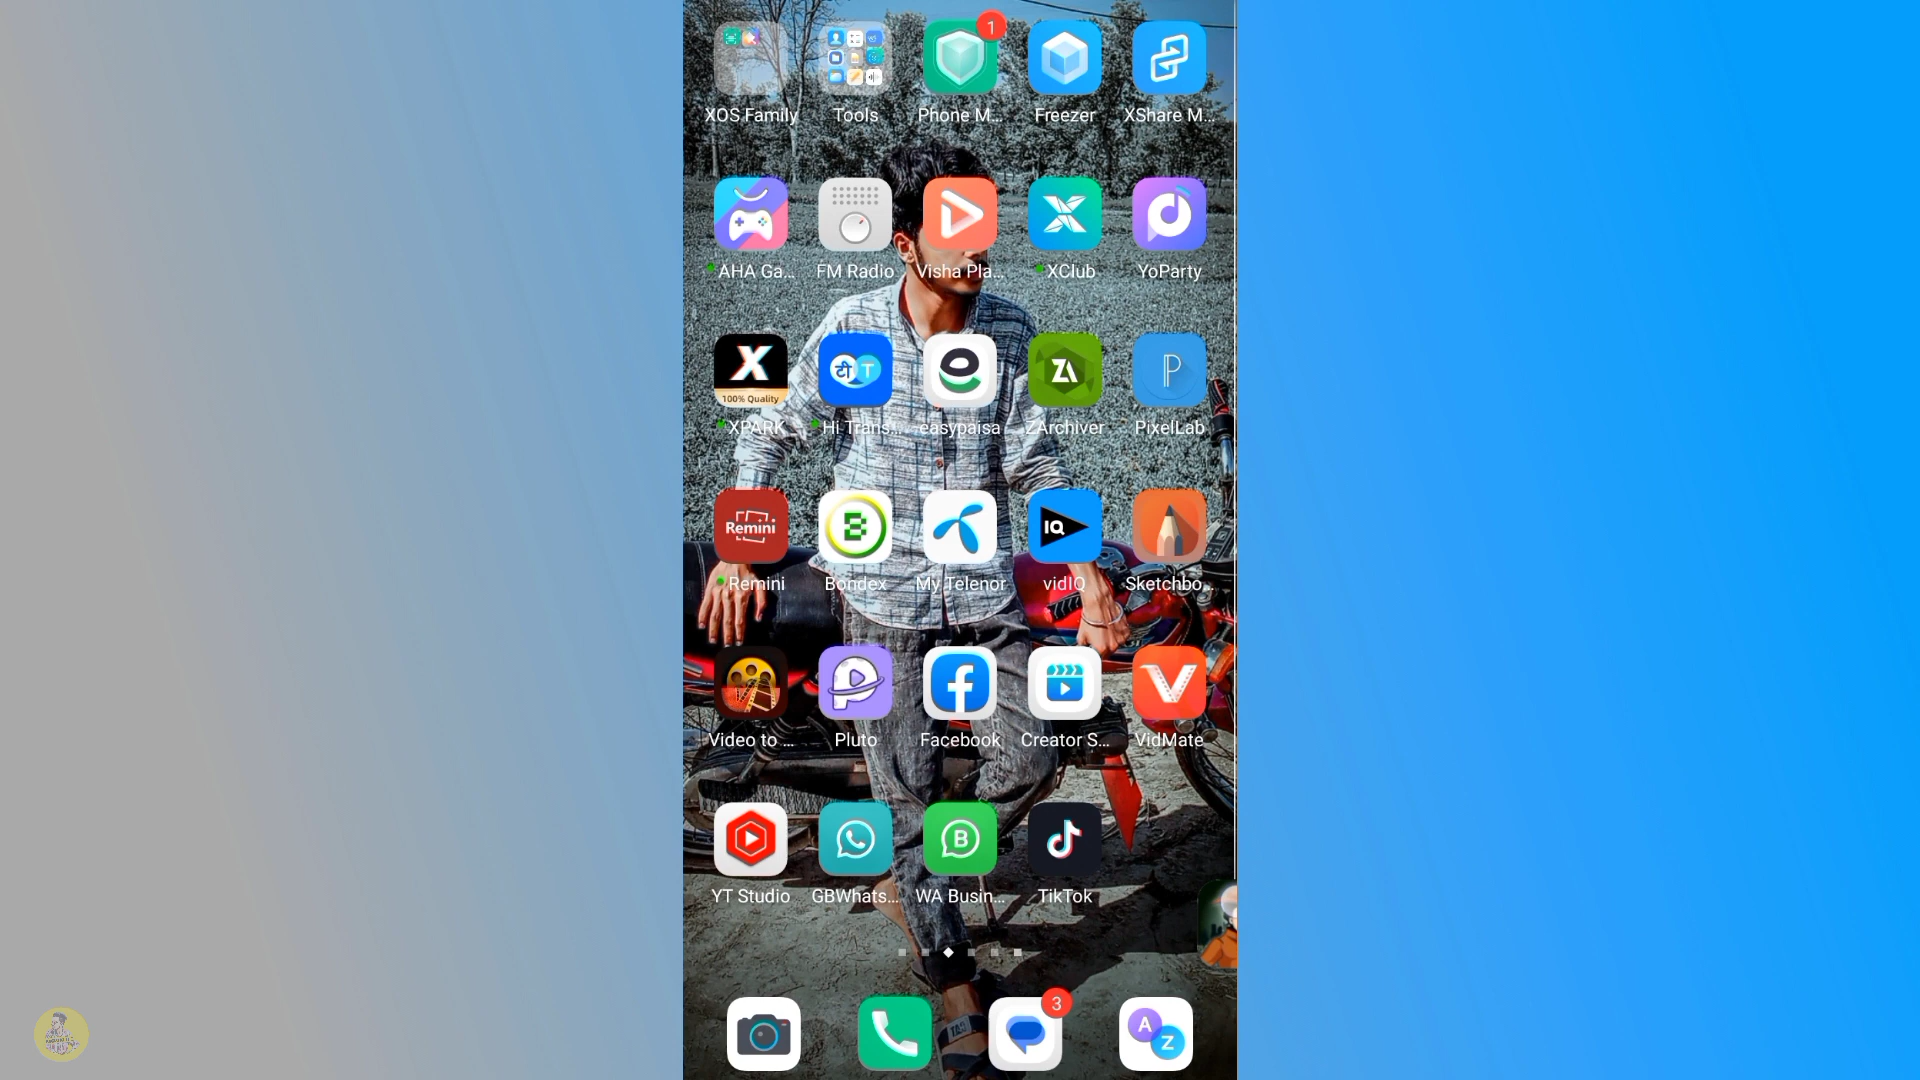 1
XOS Family Tools Phone M... Freezer XShare M...
AHA Ga... FM Radio Visha Pla... XClub YoParty
X टी T e ZA P
100% Quality
XPARK Hi Trans... easypaisa ZArchiver PixelLab
Remini B IQ
Remini Bondex My Telenor vidIQ Sketchbo...
Video to ... Pluto Facebook Creator S... VidMate
B
YT Studio GBWhats... WA Busin... TikTok
3
A
Z